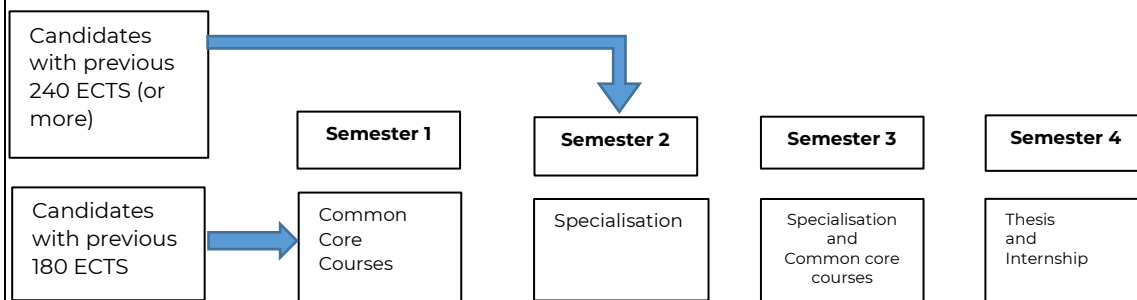 Candidates
with previous
240 ECTS (or
more)
Semester 1
Semester 2
Semester 3
Semester 4
Candidates
with previous
180 ECTS
Common
Core
Courses
Specialisation
Specialisation
and
Common core
courses
Thesis
and
Internship